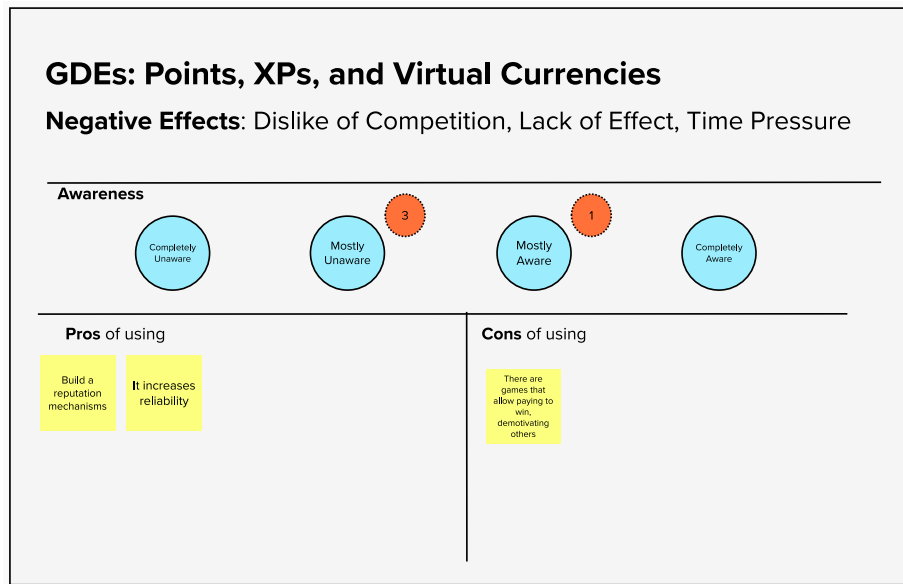 GDEs: Points, XPs, and Virtual Currencies
Negative Effects: Dislike of Competition, Lack of Effect, Time Pressure
Awareness
Completely
Unaware
Mostly
Unaware
3
Mostly
Aware
1
Completely
Aware
Pros of using
Build a
reputation
mechanisms
It increases
reliability
Cons of using
There are
games that
allow paying to
win,
demotivating
others